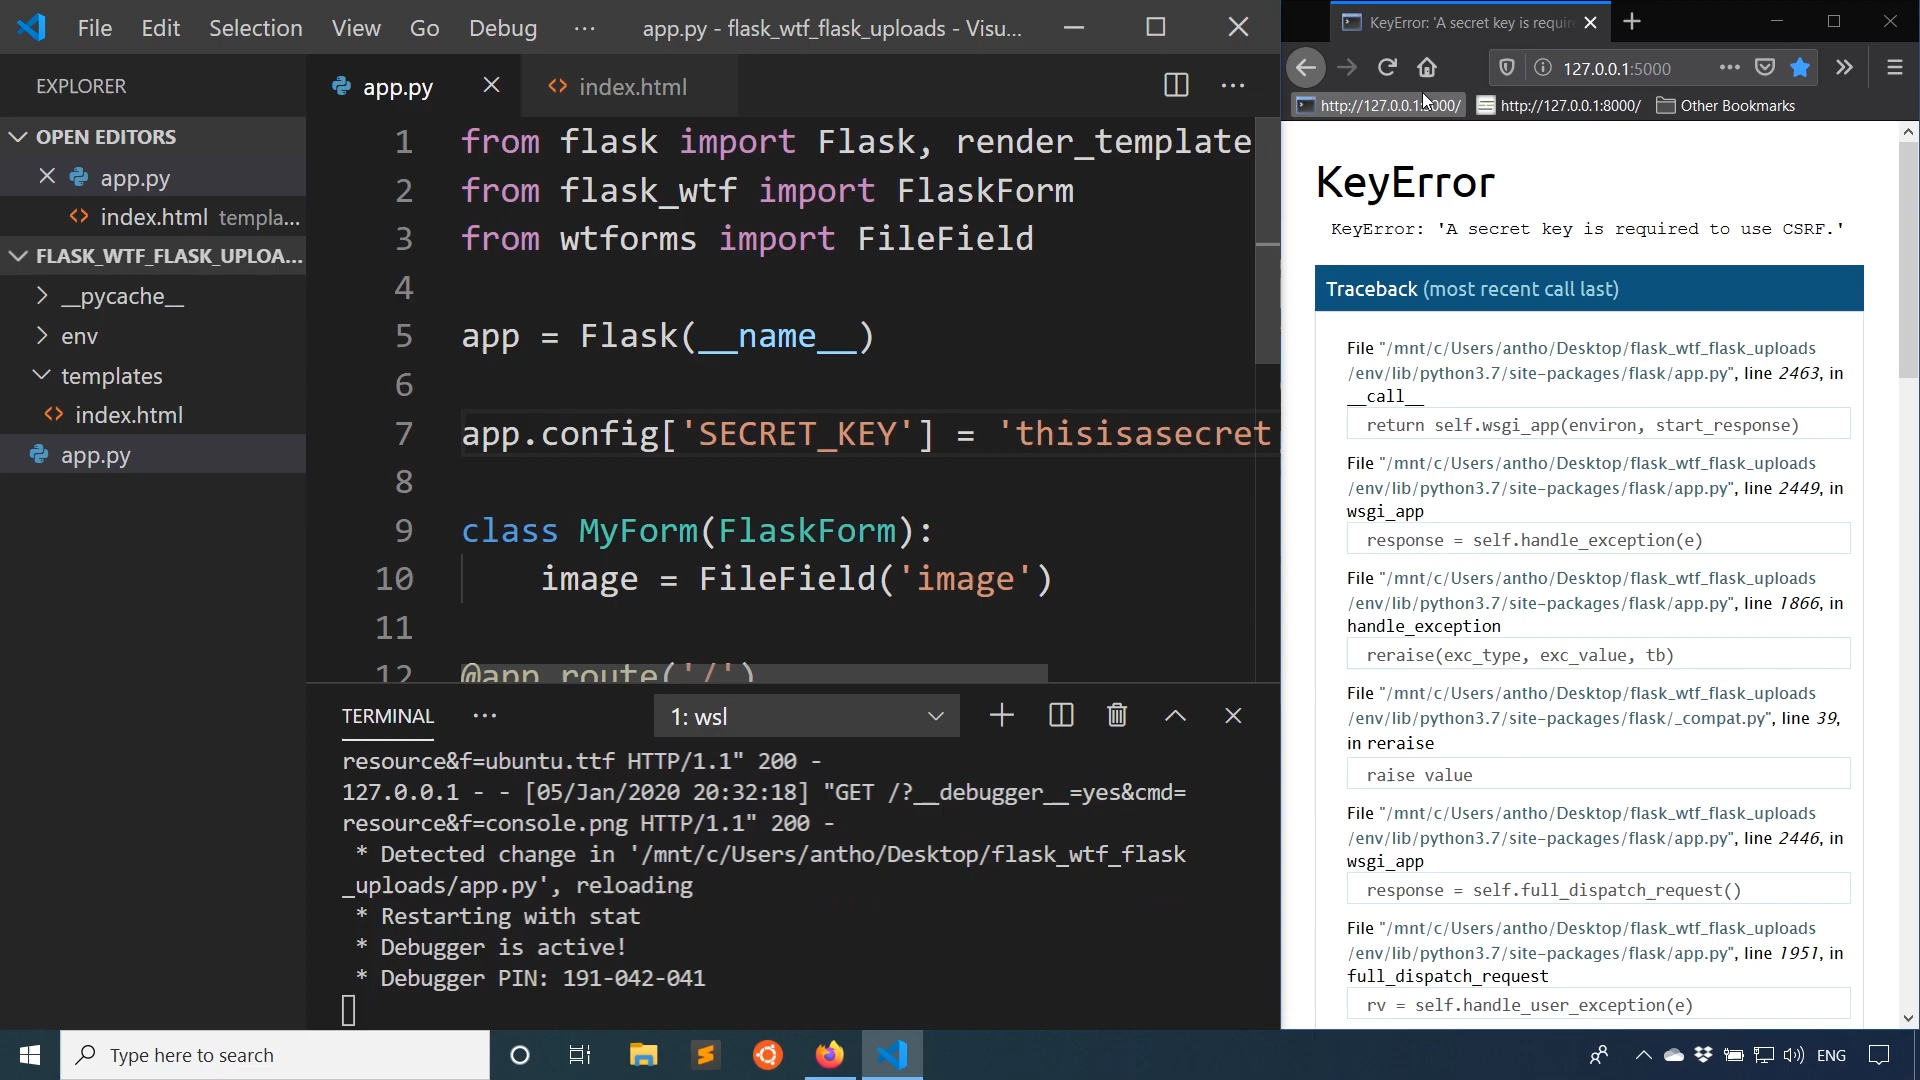 File Edit Selection View Go Debug ··· app.py - flask_wtf_flask_uploads - Visu...
EXPLORER
OPEN EDITORS
app.py
index.html templa...
FLASK_WTF_FLASK_UPLOA...
__pycache__
env
templates
index.html
app.py
app.py
index.html
1 from flask import Flask, render_template
2 from flask_wtf import FlaskForm
3 from wtforms import FileField
4
5 app = Flask(__name__)
6
7 app.config['SECRET_KEY'] = 'thisisasecret
8
9 class MyForm(FlaskForm):
10 image = FileField('image')
11
12 @app.route('/')
TERMINAL ··· 1: wsl
resource&f=ubuntu.ttf HTTP/1.1" 200 -
127.0.0.1 - - [05/Jan/2020 20:32:18] "GET /?__debugger__=yes&cmd=
resource&f=console.png HTTP/1.1" 200 -
* Detected change in '/mnt/c/Users/antho/Desktop/flask_wtf_flask
_uploads/app.py', reloading
* Restarting with stat
* Debugger is active!
* Debugger PIN: 191-042-041
KeyError: 'A secret key is requir
127.0.0.1:5000
http://127.0.0.1:5000/ http://127.0.0.1:8000/ Other Bookmarks
KeyError
KeyError: 'A secret key is required to use CSRF.'
Traceback (most recent call last)
File "/mnt/c/Users/antho/Desktop/flask_wtf_flask_uploads
/env/lib/python3.7/site-packages/flask/app.py", line 2463, in
__call__
return self.wsgi_app(environ, start_response)
File "/mnt/c/Users/antho/Desktop/flask_wtf_flask_uploads
/env/lib/python3.7/site-packages/flask/app.py", line 2449, in
wsgi_app
response = self.handle_exception(e)
File "/mnt/c/Users/antho/Desktop/flask_wtf_flask_uploads
/env/lib/python3.7/site-packages/flask/app.py", line 1866, in
handle_exception
reraise(exc_type, exc_value, tb)
File "/mnt/c/Users/antho/Desktop/flask_wtf_flask_uploads
/env/lib/python3.7/site-packages/flask/_compat.py", line 39,
in reraise
raise value
File "/mnt/c/Users/antho/Desktop/flask_wtf_flask_uploads
/env/lib/python3.7/site-packages/flask/app.py", line 2446, in
wsgi_app
response = self.full_dispatch_request()
File "/mnt/c/Users/antho/Desktop/flask_wtf_flask_uploads
/env/lib/python3.7/site-packages/flask/app.py", line 1951, in
full_dispatch_request
rv = self.handle_user_exception(e)
Type here to search
ENG